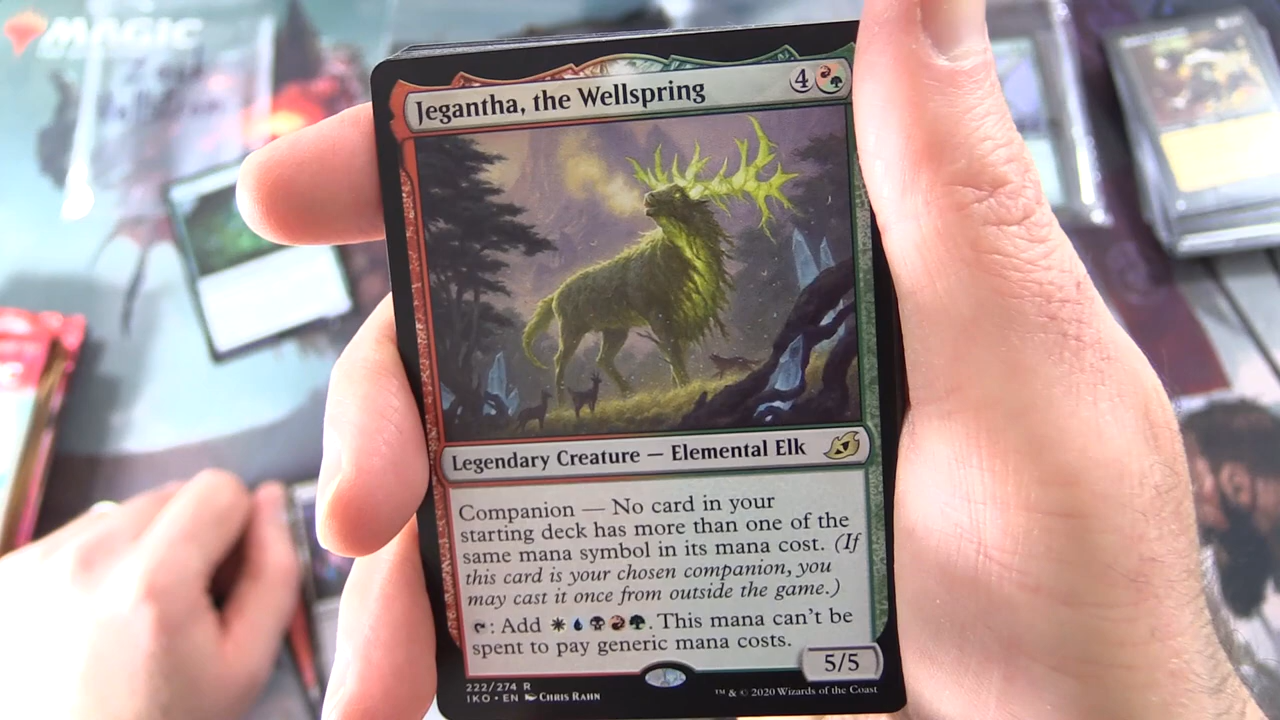 MAGIC
Jegantha, the Wellspring 4
Legendary Creature — Elemental Elk
Companion — No card in your
starting deck has more than one of the
same mana symbol in its mana cost. (If
this card is your chosen companion, you
may cast it once from outside the game.)
: Add . This mana can't be
spent to pay generic mana costs.
5/5
222/274 R
IKO • EN Chris Rahn
™ & © 2020 Wizards of the Coast